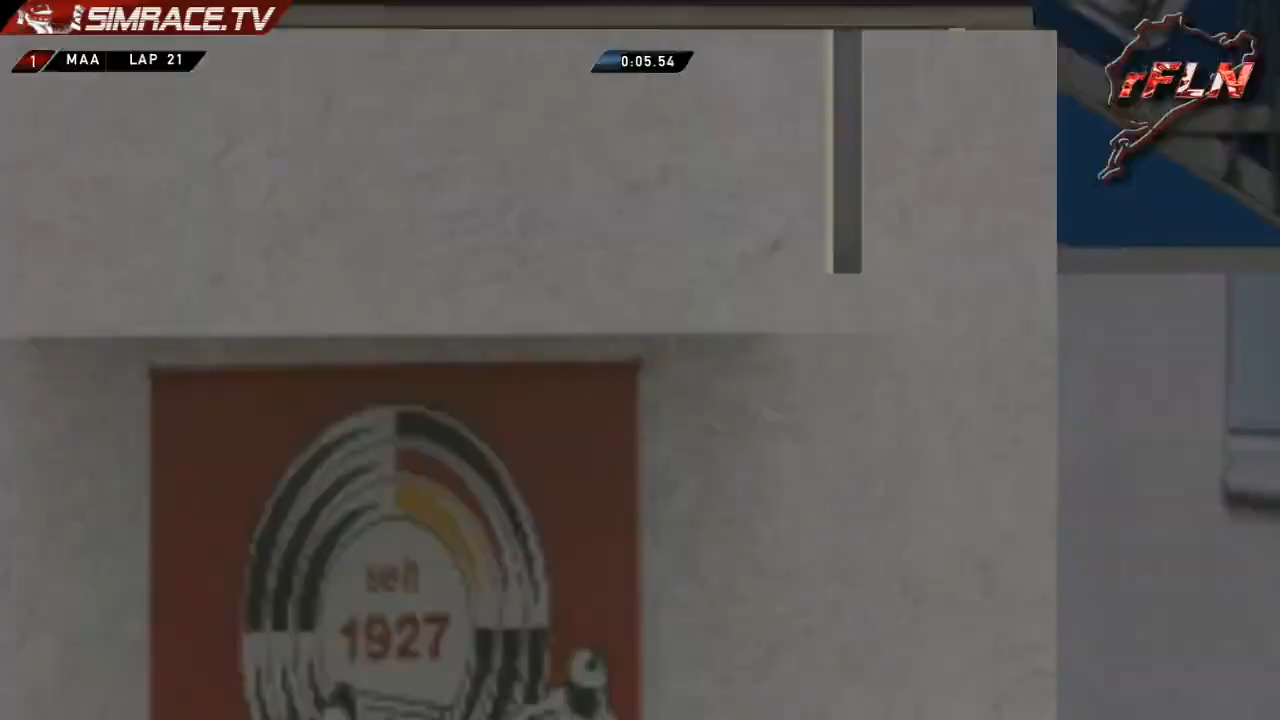 SIMRACE.TV
1 MAA LAP 21
0:05.54
rFLN
seit
1927